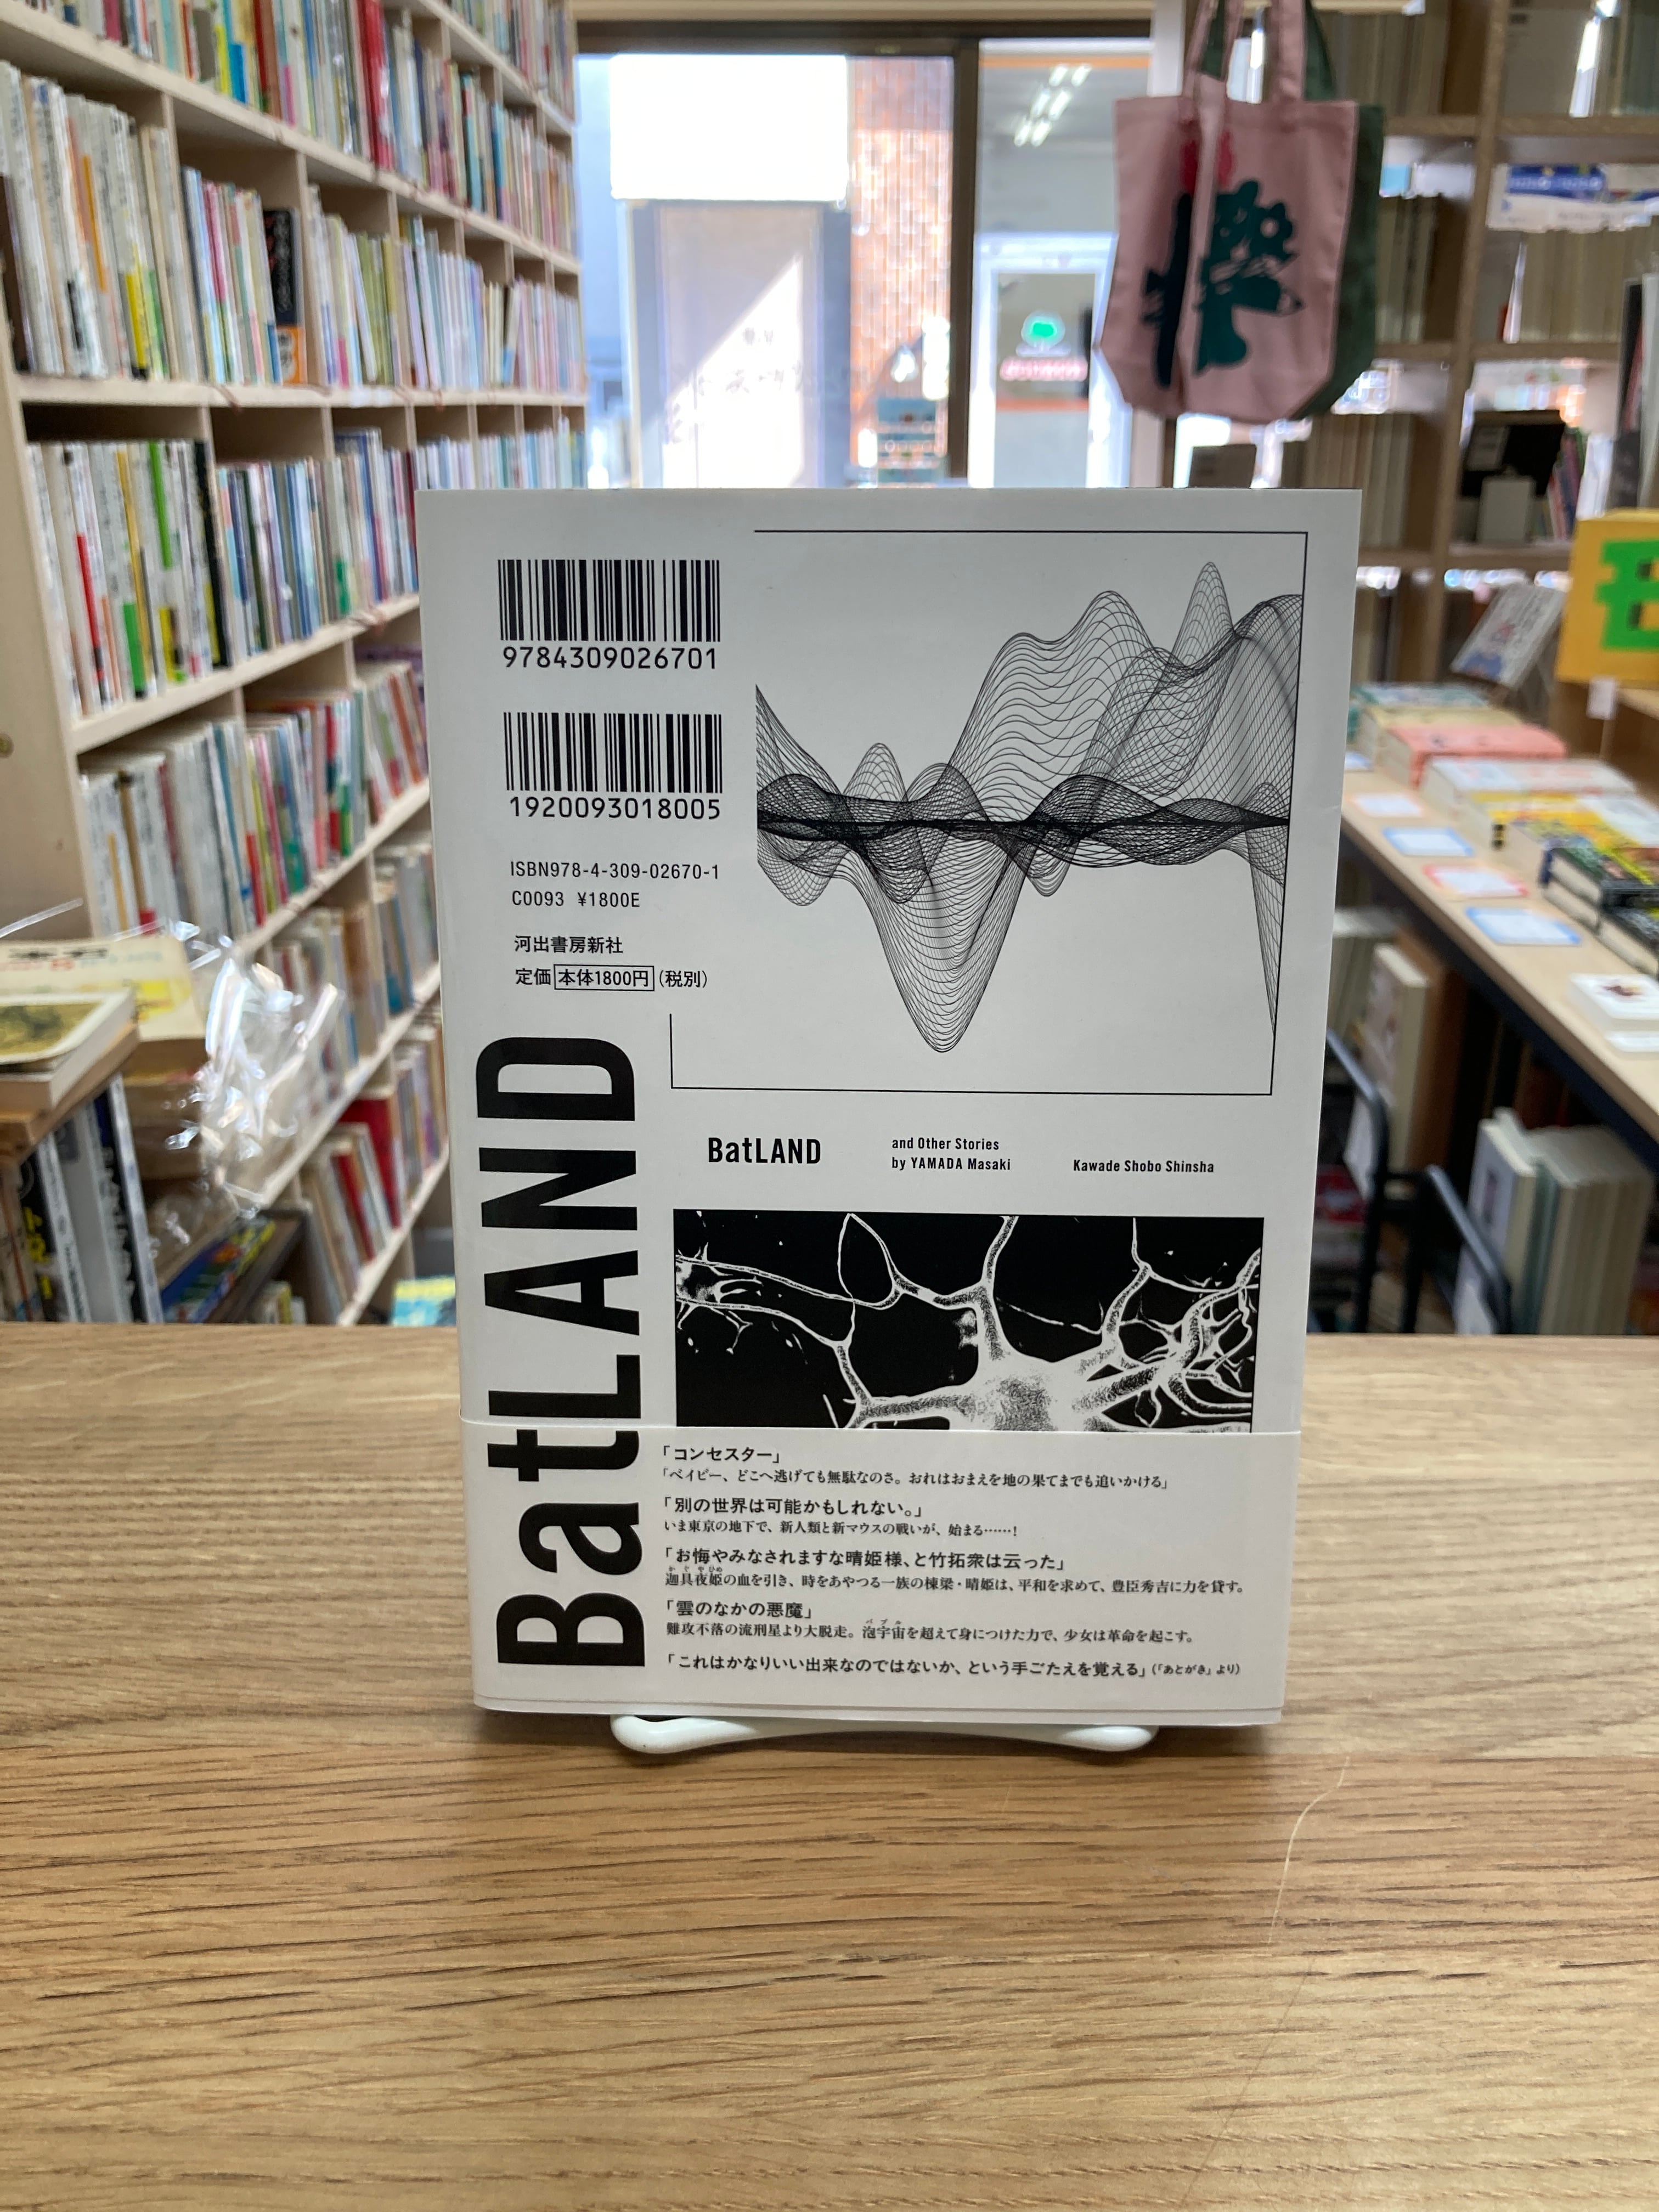 9784309026701
1920093018005
ISBN978-4-309-02670-1
C0093 ¥1800E
河出書房新社
定価 本体1800円 (税別)
BatLAND
BatLAND
and Other Stories
by YAMADA Masaki
Kawade Shobo Shinsha
「コンセスター」
「ベイビー、どこへ逃げても無駄なのさ。おれはおまえを地の果てまでも追いかける」
「別の世界は可能かもしれない。」
いま東京の地下で、新人類と新マウスの戦いが、始まる……!
「お悔やみなされますな晴姫様、と竹拓衆は云った」
かぐやひめ
迦具夜姫の血を引き、時をあやつる一族の棟梁・晴姫は、平和を求めて、豊臣秀吉に力を貸す。
「雲のなかの悪魔」
バブル
難攻不落の流刑星より大脱走。泡宇宙を超えて身につけた力で、少女は革命を起こす。
「これはかなりいい出来なのではないか、という手ごたえを覚える」(「あとがき」より)